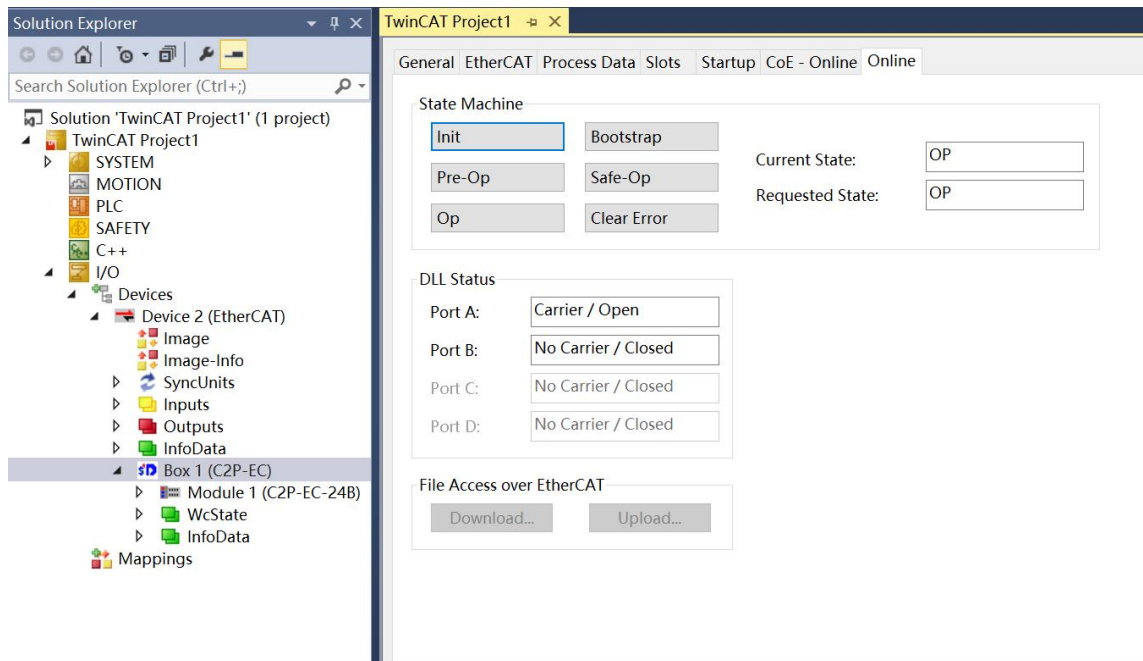 Solution Explorer
Search Solution Explorer (Ctrl+;)
Solution 'TwinCAT Project1' (1 project)
TwinCAT Project1
SYSTEM
MOTION
PLC
SAFETY
C++
I/O
Devices
Device 2 (EtherCAT)
Image
Image-Info
SyncUnits
Inputs
Outputs
InfoData
Box 1 (C2P-EC)
Module 1 (C2P-EC-24B)
WcState
InfoData
Mappings
TwinCAT Project1
General EtherCAT Process Data Slots Startup CoE - Online Online
State Machine
Init Bootstrap
Pre-Op Safe-Op
Op Clear Error
Current State: OP
Requested State: OP
DLL Status
Port A: Carrier / Open
Port B: No Carrier / Closed
Port C: No Carrier / Closed
Port D: No Carrier / Closed
File Access over EtherCAT
Download... Upload...